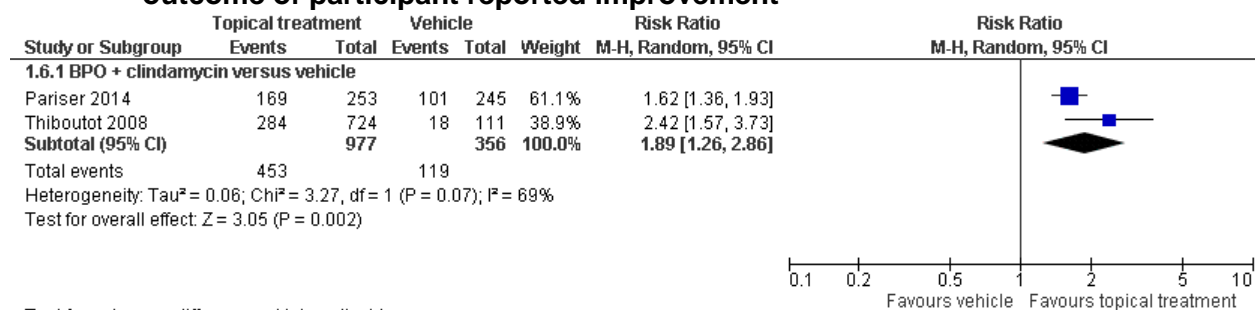 outcome of participant reported improvement
Topical treatment Vehicle Risk Ratio Risk Ratio
Study or Subgroup Events Total Events Total Weight M-H, Random, 95% CI M-H, Random, 95% CI
1.6.1 BPO + clindamycin versus vehicle
Pariser 2014 169 253 101 245 61.1% 1.62 [1.36, 1.93]
Thiboutot 2008 284 724 18 111 38.9% 2.42 [1.57, 3.73]
Subtotal (95% CI) 977 356 100.0% 1.89 [1.26, 2.86]
Total events 453 119
Heterogeneity: Tau² = 0.06; Chi² = 3.27, df = 1 (P = 0.07); I² = 69%
Test for overall effect: Z = 3.05 (P = 0.002)
0.1 0.2 0.5 1 2 5 10
Favours vehicle Favours topical treatment